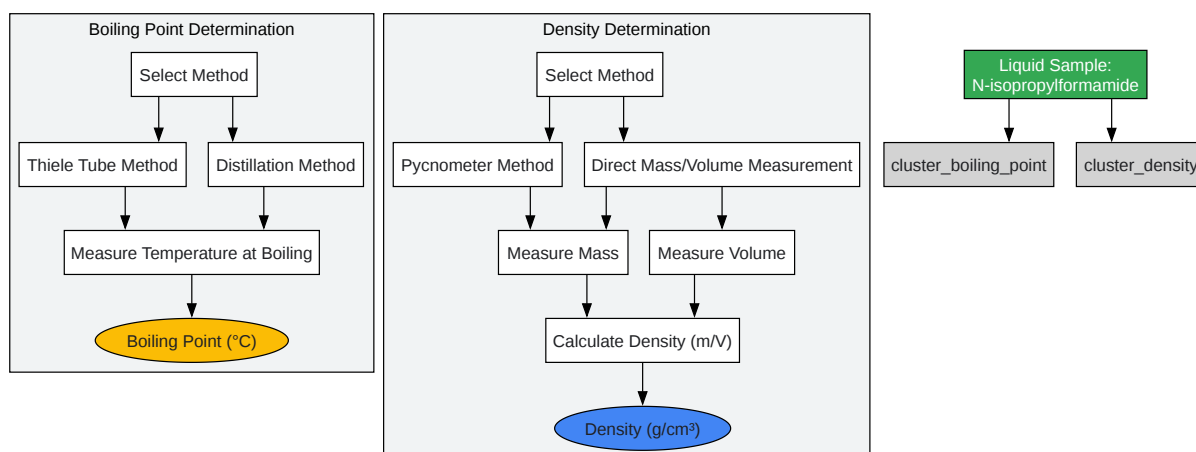 Boiling Point Determination
Select Method
Thiele Tube Method
Distillation Method
Measure Temperature at Boiling
Boiling Point (°C)
Density Determination
Select Method
Pycnometer Method
Direct Mass/Volume Measurement
Measure Mass
Measure Volume
Calculate Density (m/V)
Density (g/cm³)
Liquid Sample:
N-isopropylformamide
cluster_boiling_point
cluster_density